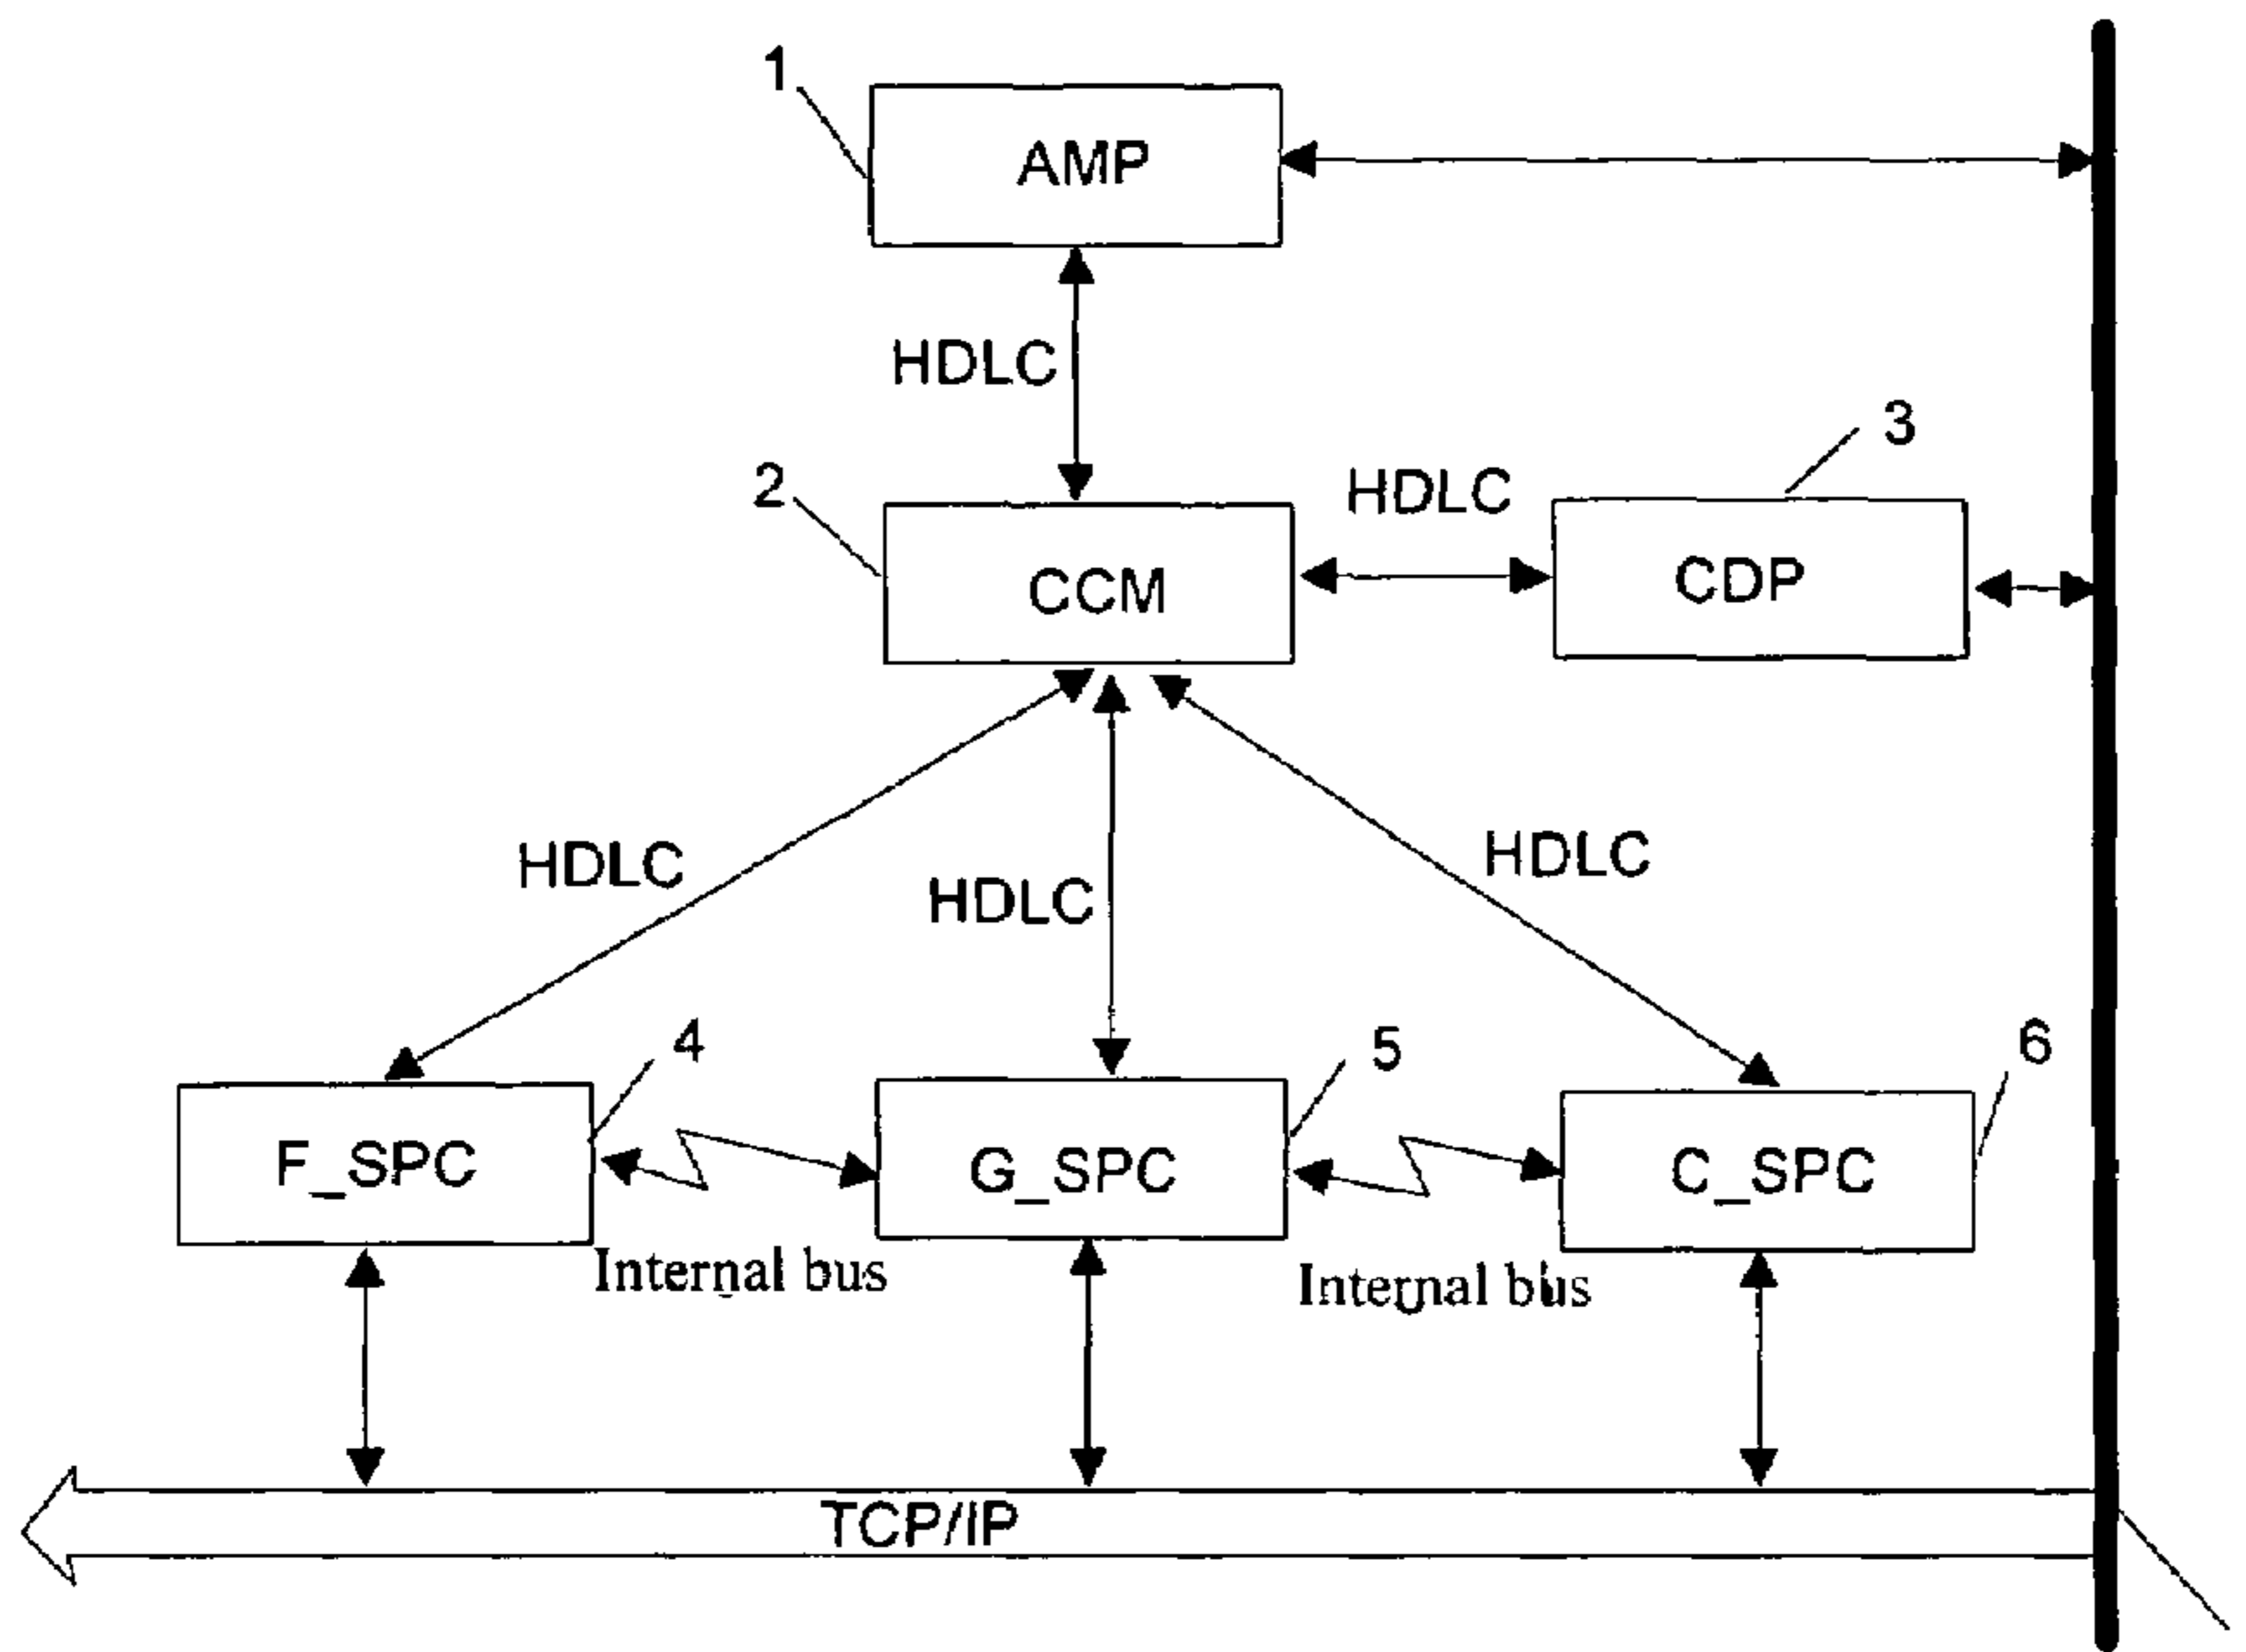 1
AMP
HDLC
2
CCM
HDLC
3
CDP
HDLC
HDLC
HDLC
4
F_SPC
5
G_SPC
6
C_SPC
Internal bus
Internal bus
TCP/IP